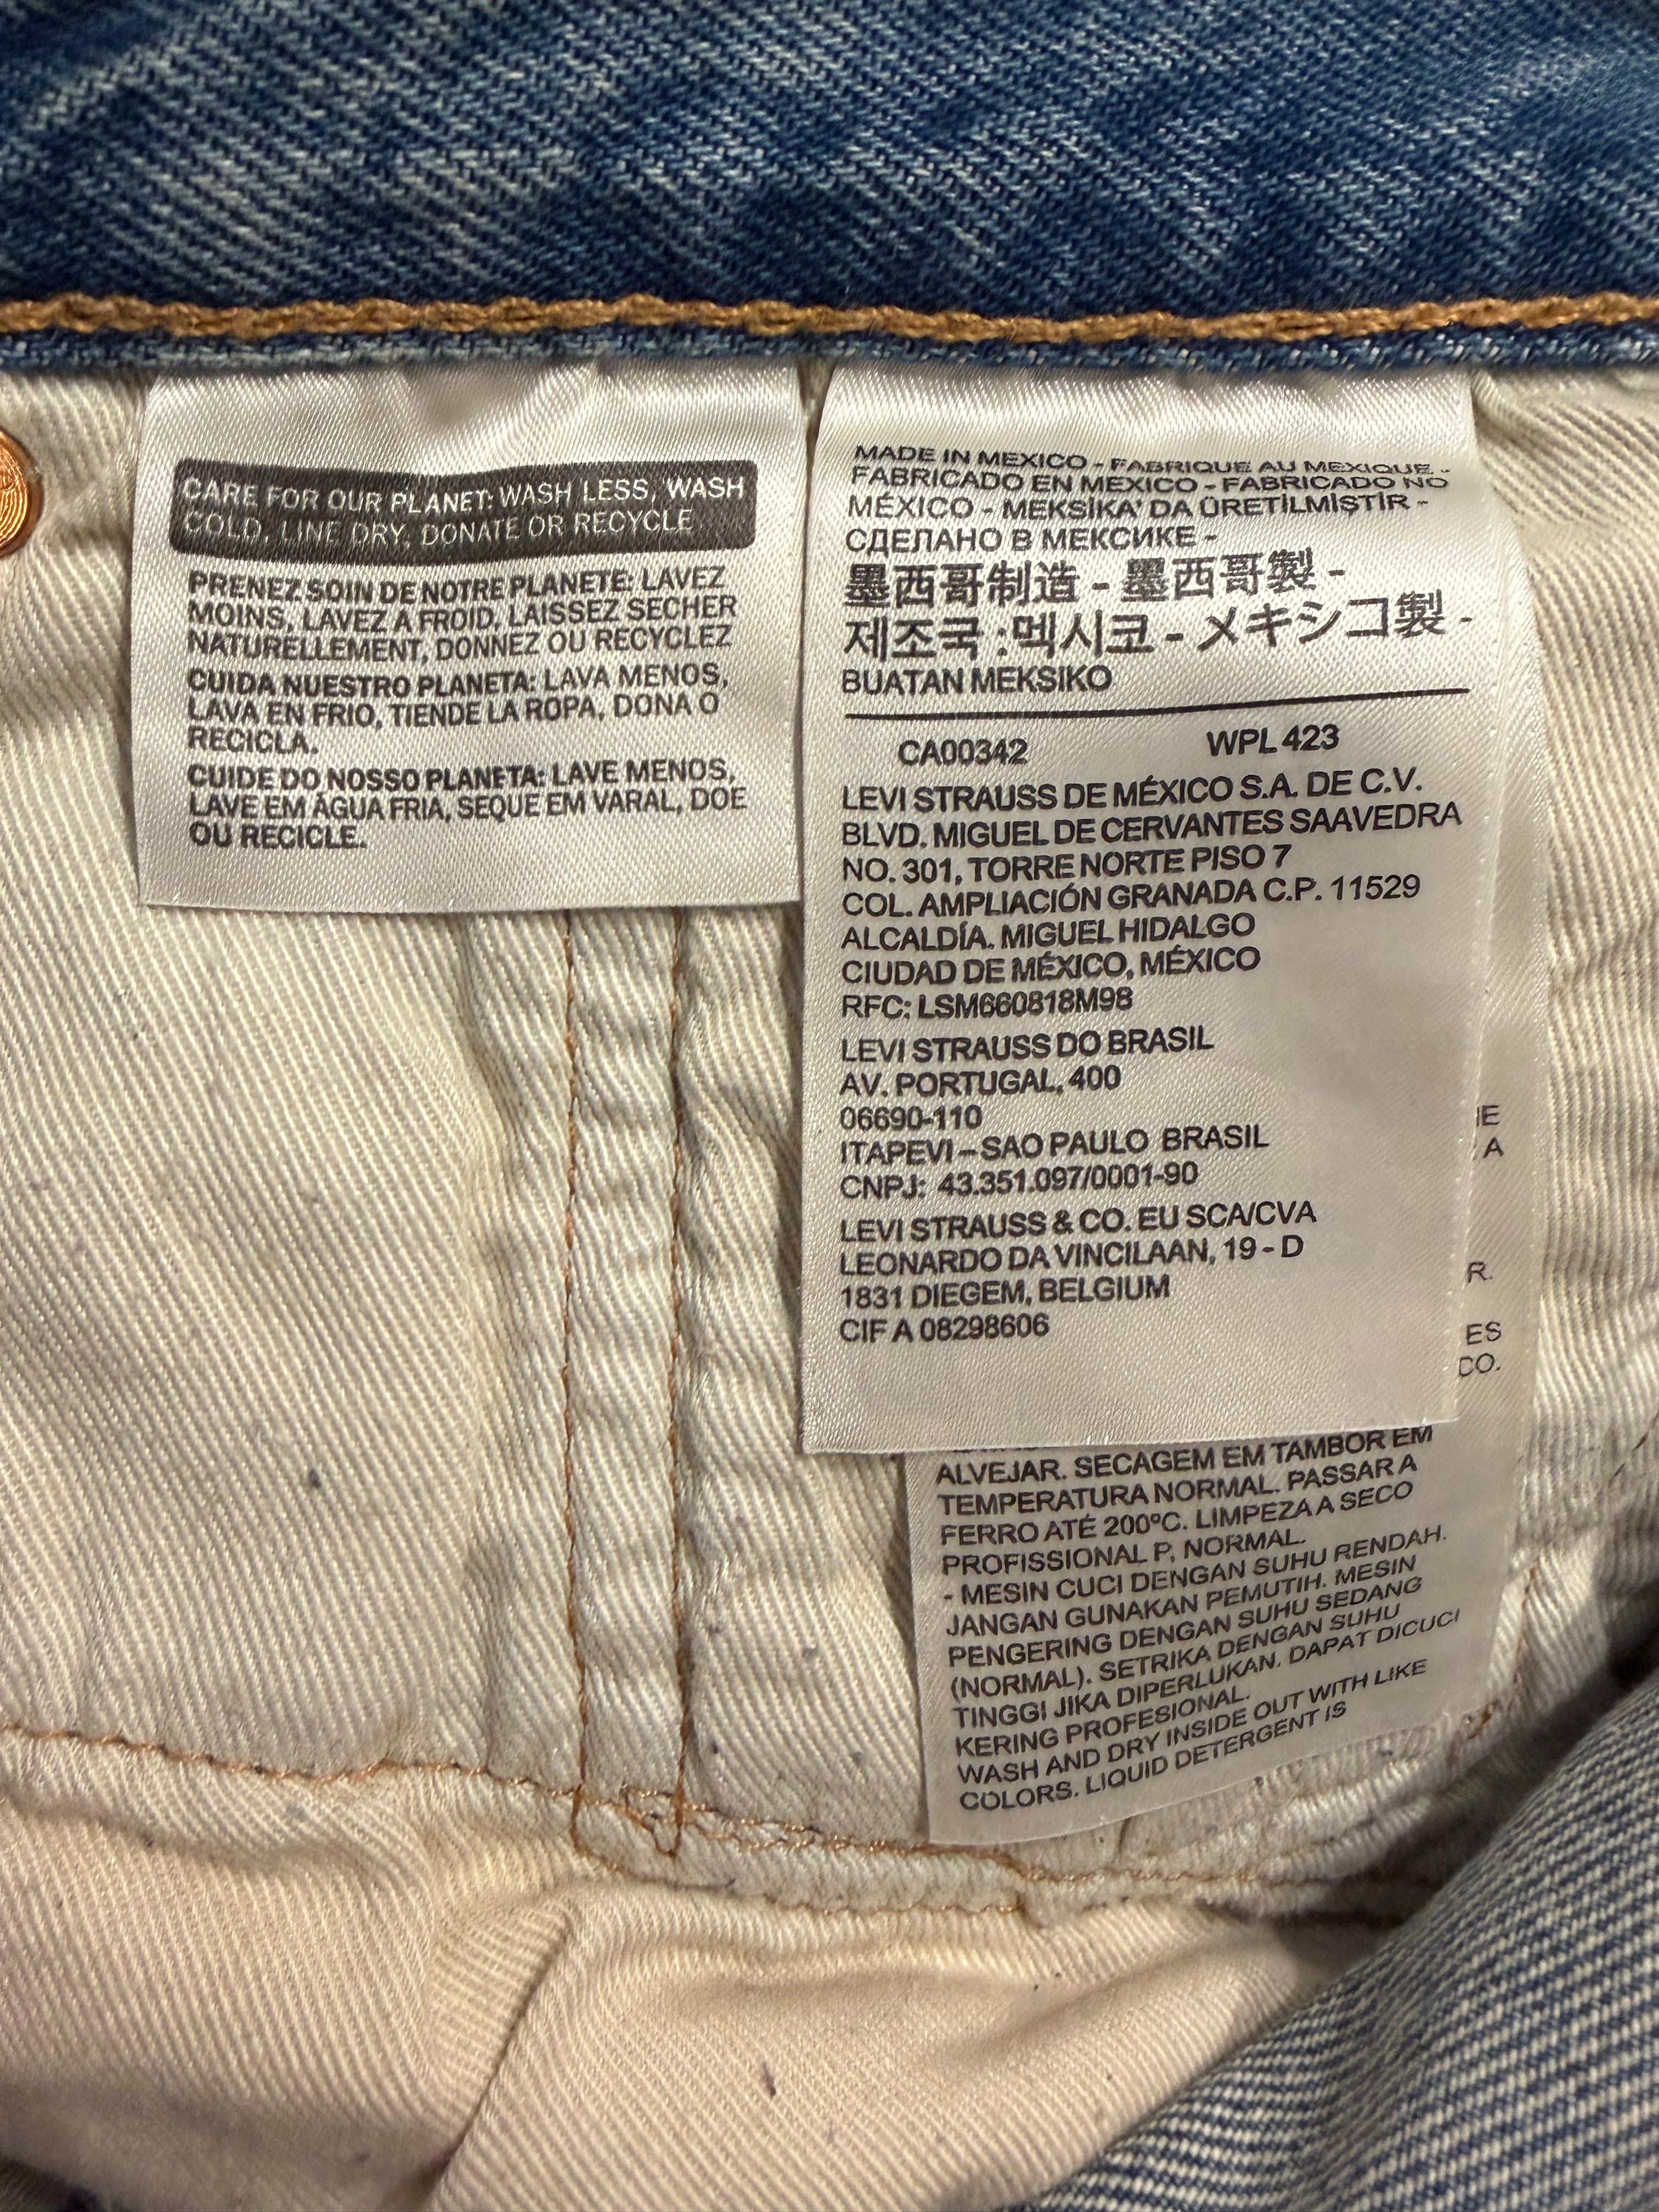 CARE FOR OUR PLANET: WASH LESS, WASH
COLD, LINE DRY, DONATE OR RECYCLE
PRENEZ SOIN DE NOTRE PLANETE: LAVEZ
MOINS, LAVEZ A FROID, LAISSEZ SECHER
NATURELLEMENT, DONNEZ OU RECYCLEZ
CUIDA NUESTRO PLANETA: LAVA MENOS,
LAVA EN FRIO, TIENDE LA ROPA, DONA O
RECICLA.
CUIDE DO NOSSO PLANETA: LAVE MENOS,
LAVE EM ÁGUA FRIA, SEQUE EM VARAL, DOE
OU RECICLE.
MADE IN MEXICO - FABRIQUE AU MEXIQUE -
FABRICADO EN MEXICO - FABRICADO NO
MÉXICO - MEKSİKA' DA ÜRETİLMİŞTİR -
СДЕЛАНО В МЕКСИКЕ -
墨西哥制造 - 墨西哥製 -
제조국 : 멕시코 - メキシコ製 -
BUATAN MEKSIKO
CA00342 WPL 423
LEVI STRAUSS DE MÉXICO S.A. DE C.V.
BLVD. MIGUEL DE CERVANTES SAAVEDRA
NO. 301, TORRE NORTE PISO 7
COL. AMPLIACIÓN GRANADA C.P. 11529
ALCALDÍA. MIGUEL HIDALGO
CIUDAD DE MÉXICO, MÉXICO
RFC: LSM660818M98
LEVI STRAUSS DO BRASIL
AV. PORTUGAL, 400
06690-110
ITAPEVI – SAO PAULO BRASIL
CNPJ: 43.351.097/0001-90
LEVI STRAUSS & CO. EU SCA/CVA
LEONARDO DA VINCILAAN, 19 - D
1831 DIEGEM, BELGIUM
CIF A 08298606
A
R.
ES
CO.
ALVEJAR. SECAGEM EM TAMBOR EM
TEMPERATURA NORMAL. PASSAR A
FERRO ATÉ 200ºC. LIMPEZA A SECO
PROFISSIONAL P, NORMAL.
- MESIN CUCI DENGAN SUHU RENDAH.
JANGAN GUNAKAN PEMUTIH. MESIN
PENGERING DENGAN SUHU SEDANG
(NORMAL). SETRIKA DENGAN SUHU
TINGGI JIKA DIPERLUKAN. DAPAT DICUCI
KERING PROFESIONAL.
WASH AND DRY INSIDE OUT WITH LIKE
COLORS. LIQUID DETERGENT IS